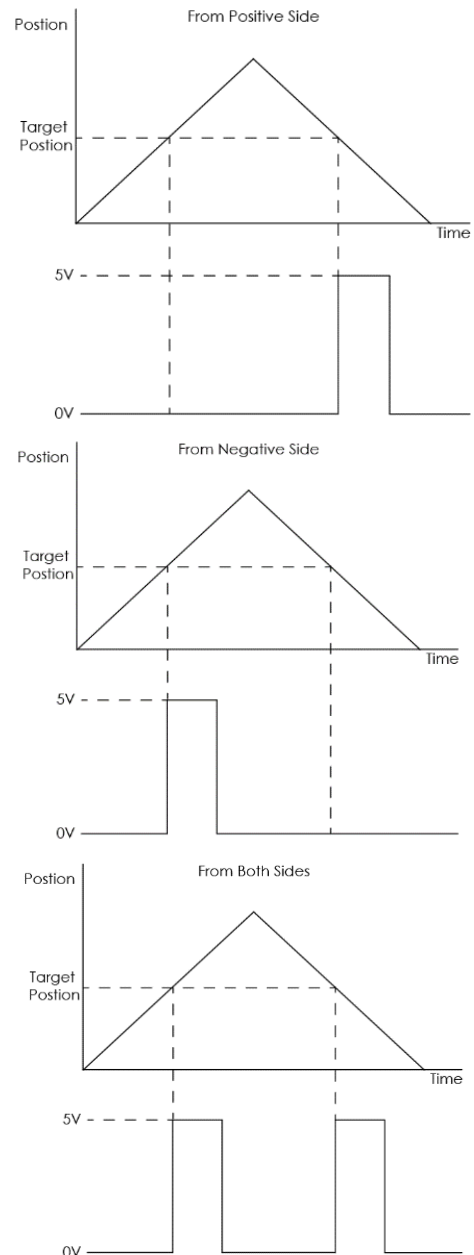 From Positive Side
Postion
Target
Postion
Time
5V
0V
From Negative Side
Postion
Target
Postion
Time
5V
0V
From Both Sides
Postion
Target
Postion
Time
5V
0V